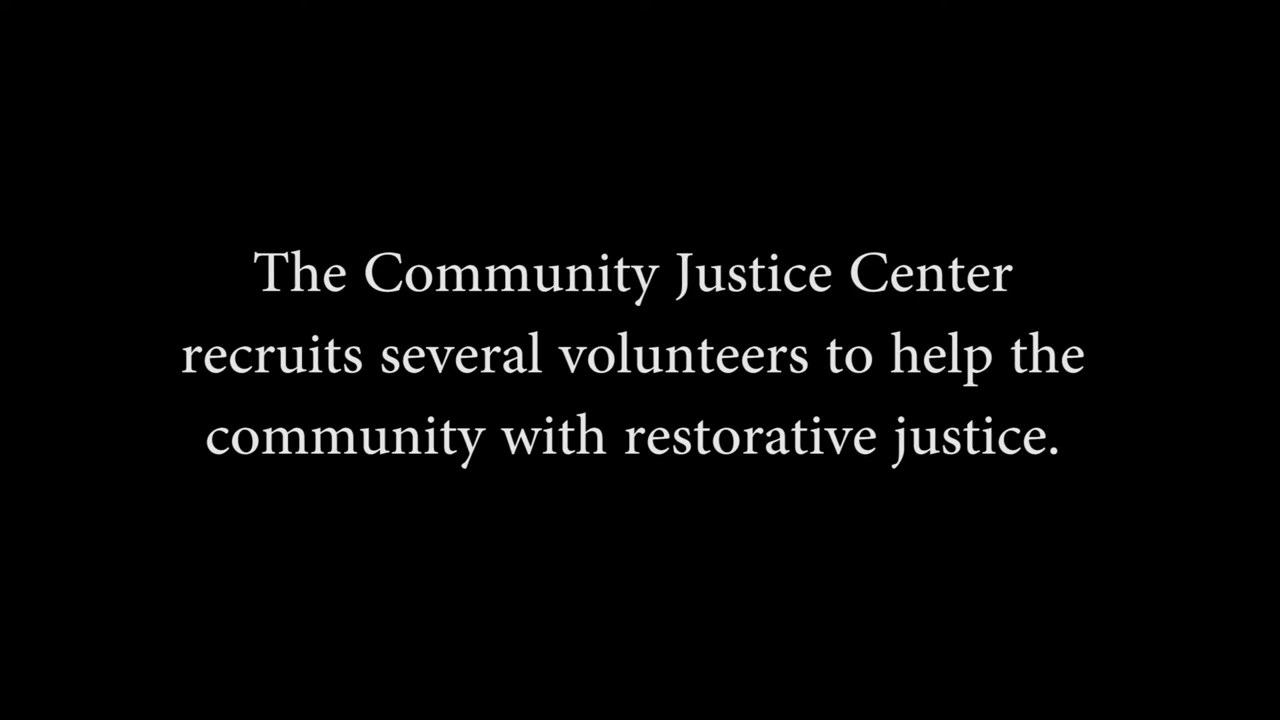 The Community Justice Center
recruits several volunteers to help the
community with restorative justice.